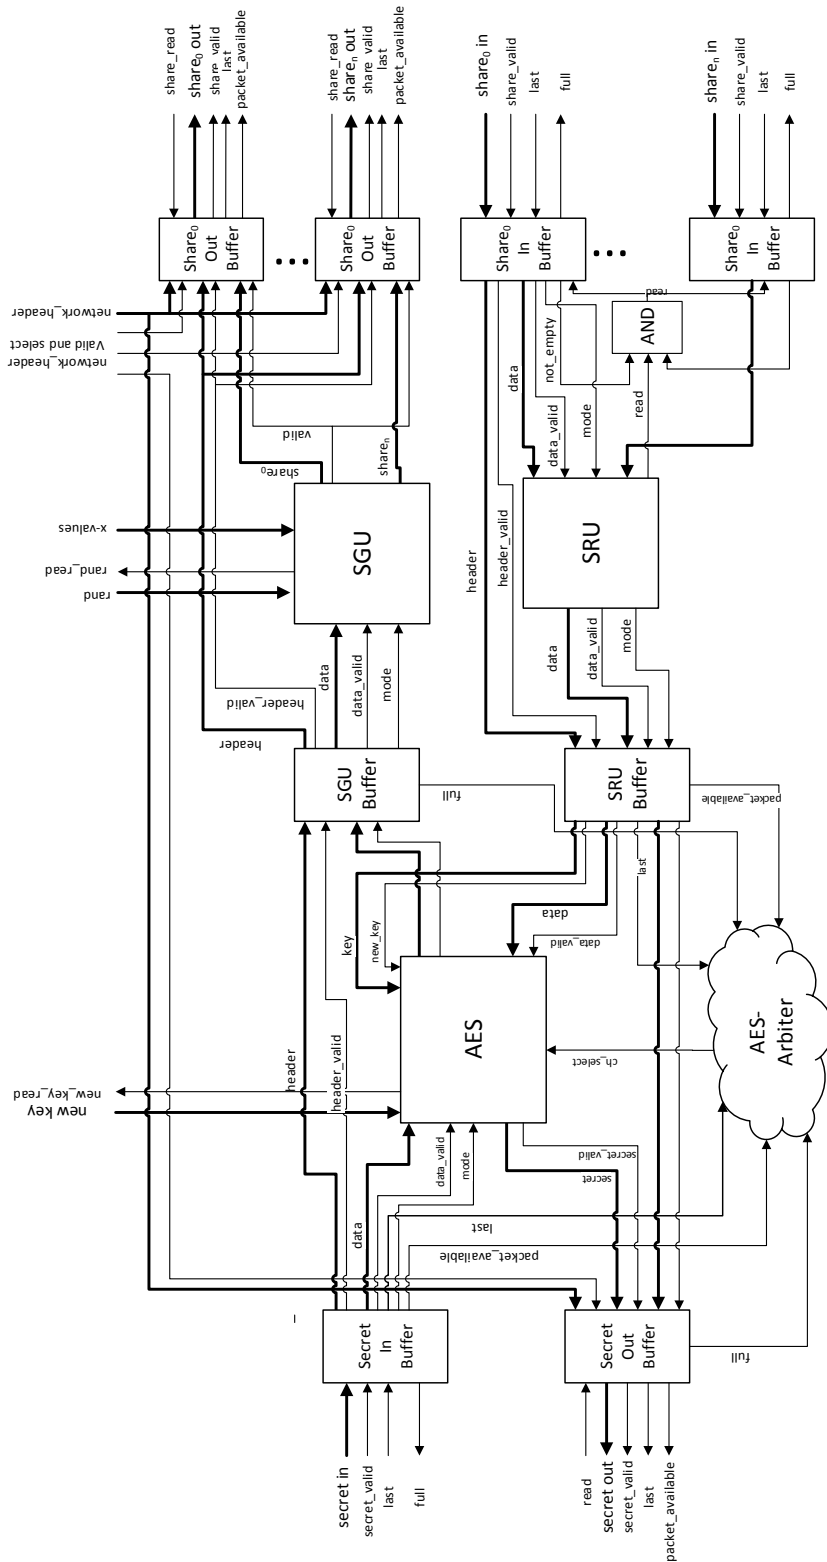 share_read
share0 out
share_valid
last
packet_available
share_read
sharen out
share_valid
last
packet_available
share0 in
share_valid
last
full
sharen in
share_valid
last
full
Share0
Out
Buffer
Share0
Out
Buffer
Share0
In
Buffer
Share0
In
Buffer
network_header
Valid and select
network_header
valid
share0
sharen
data
data_valid
not_empty
mode
read
AND
read
header
header_valid
x-values
rand_read
rand
SGU
SRU
data
data_valid
mode
header_valid
header
data
data_valid
mode
SGU
Buffer
full
SRU
Buffer
packet_available
last
key
new_key
data
data_valid
AES
ch_select
AES-
Arbiter
new_key_read
new key
header
header_valid
data
data_valid
mode
last
packet_available
secret
secret_valid
Secret
In
Buffer
Secret
Out
Buffer
full
secret in
secret_valid
last
full
read
secret out
secret_valid
last
packet_available